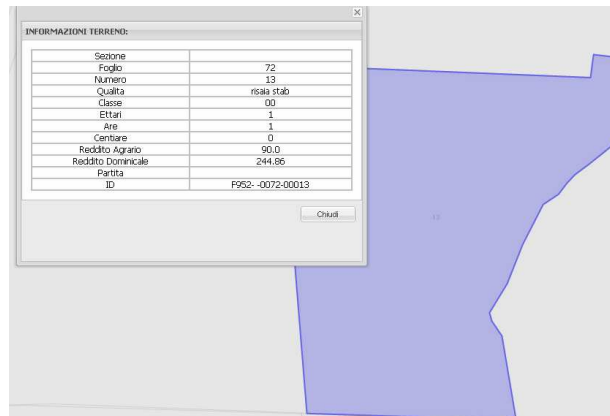 INFORMAZIONI TERRENO:
Sezione
Foglio 72
Numero 13
Qualita risaia stab
Classe 00
Ettari 1
Are 1
Centiare 0
Reddito Agrario 90.0
Reddito Dominicale 244.86
Partita
ID F952- -0072-00013
Chiudi
13